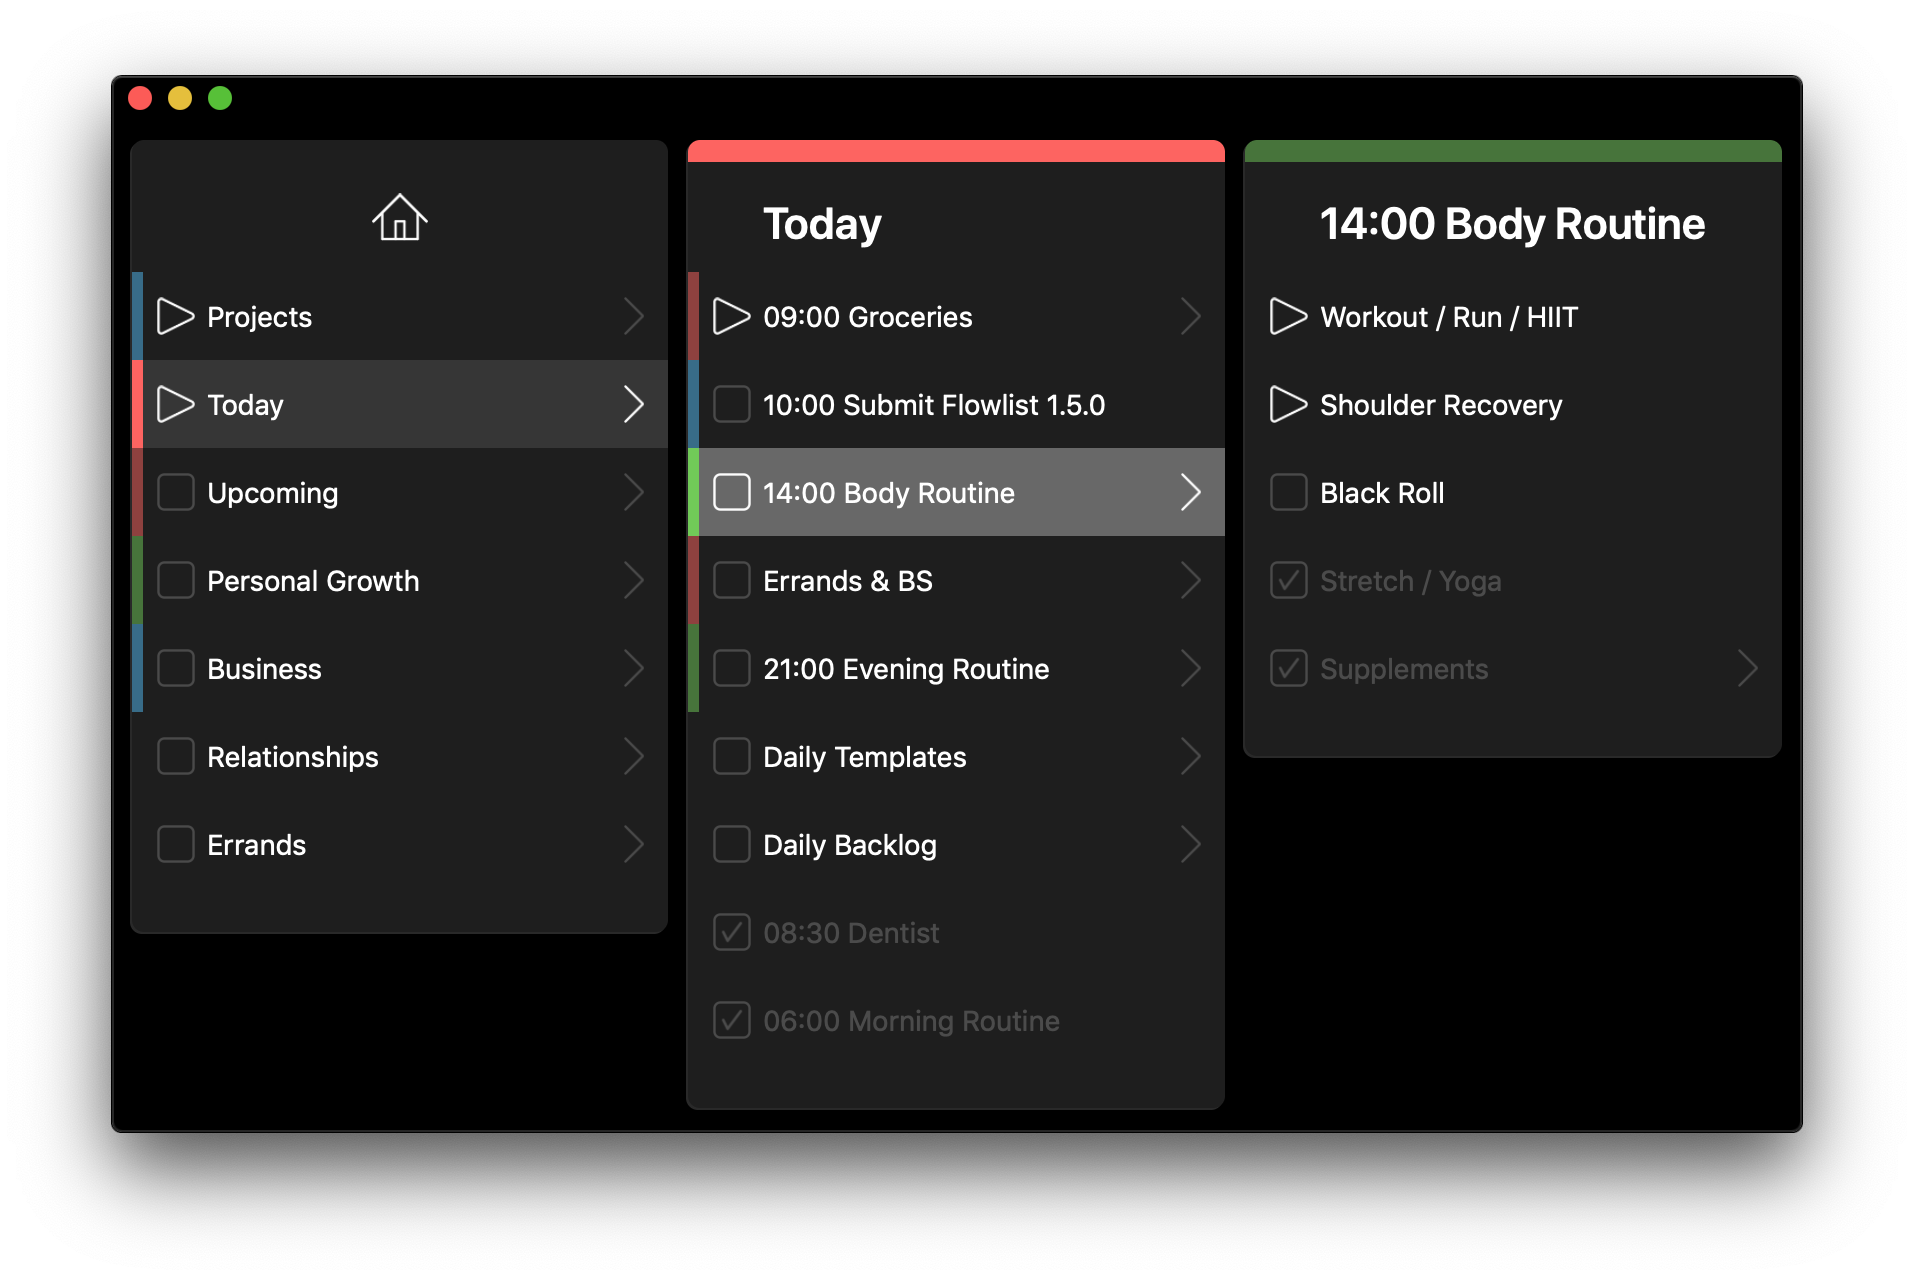 Projects
Today
Upcoming
Personal Growth
Business
Relationships
Errands
Today
09:00 Groceries
10:00 Submit Flowlist 1.5.0
14:00 Body Routine
Errands & BS
21:00 Evening Routine
Daily Templates
Daily Backlog
08:30 Dentist
06:00 Morning Routine
14:00 Body Routine
Workout / Run / HIIT
Shoulder Recovery
Black Roll
Stretch / Yoga
Supplements